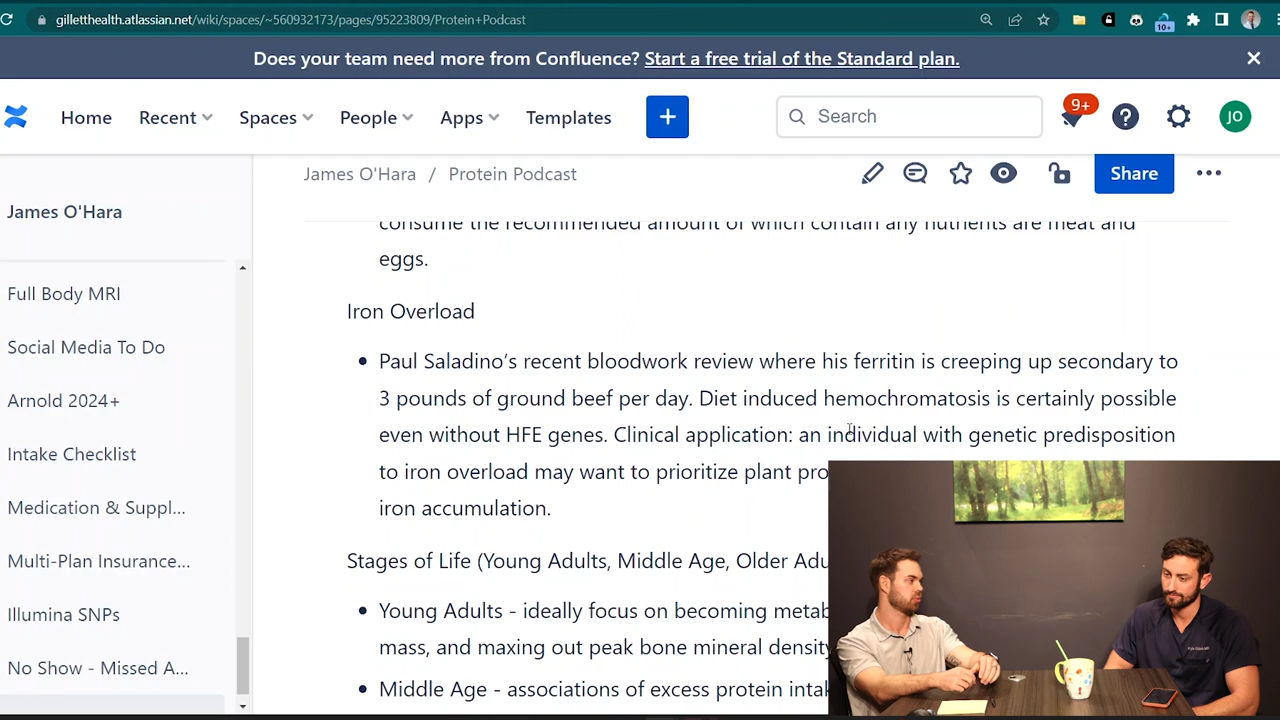 gilletthealth.atlassian.net/wiki/spaces/~560932173/pages/95223809/Protein+Podcast
10+
Does your team need more from Confluence? Start a free trial of the Standard plan.
Home Recent Spaces People Apps Templates + Search 9+ JO
James O'Hara / Protein Podcast Share
James O'Hara
Full Body MRI
Social Media To Do
Arnold 2024+
Intake Checklist
Medication & Suppl...
Multi-Plan Insurance...
Illumina SNPs
No Show - Missed A...
consume the recommended amount of which contain any nutrients are meat and
eggs.
Iron Overload
Paul Saladino's recent bloodwork review where his ferritin is creeping up secondary to
3 pounds of ground beef per day. Diet induced hemochromatosis is certainly possible
even without HFE genes. Clinical application: an individual with genetic predisposition
to iron overload may want to prioritize plant pro
iron accumulation.
Stages of Life (Young Adults, Middle Age, Older Adu
Young Adults - ideally focus on becoming metab
mass, and maxing out peak bone mineral density
Middle Age - associations of excess protein intak